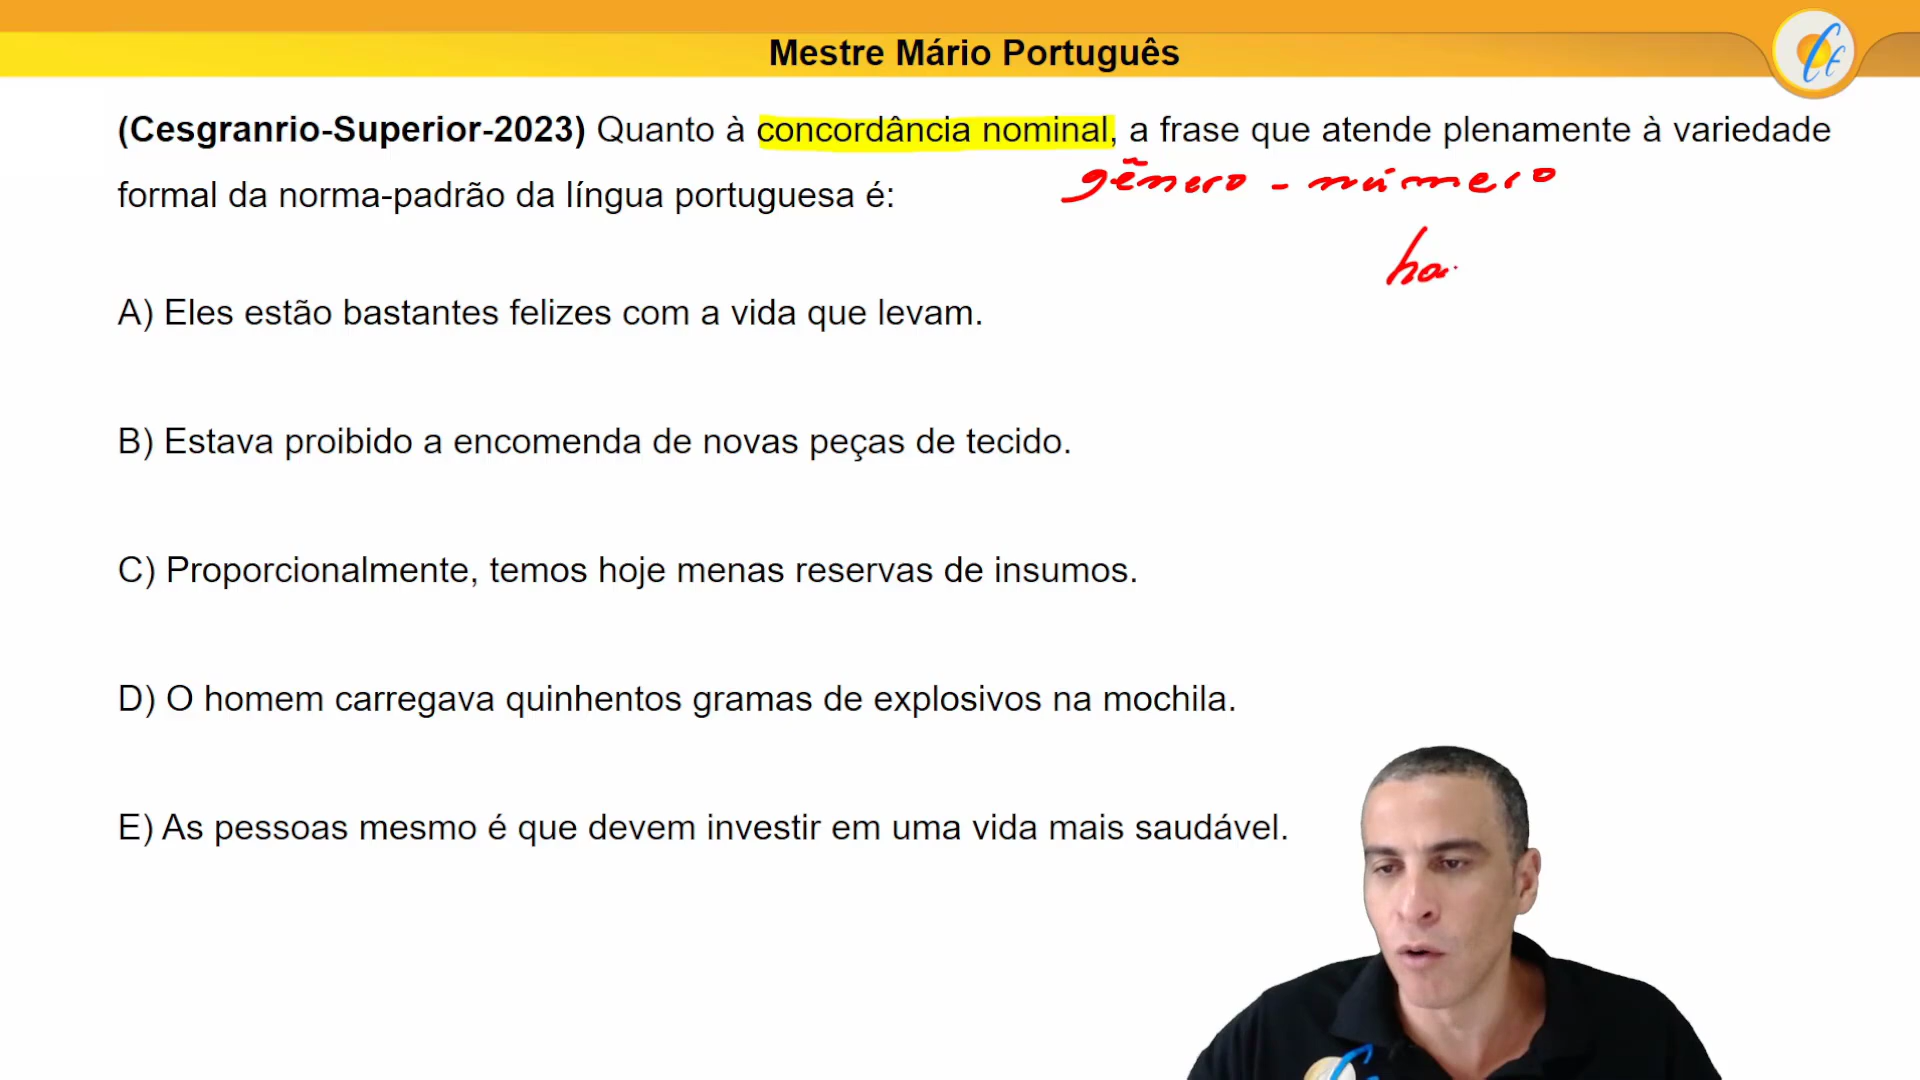 Mestre Mário Português
(Cesgranrio-Superior-2023) Quanto à concordância nominal, a frase que atende plenamente à variedade
formal da norma-padrão da língua portuguesa é:
gênero - número
A) Eles estão bastantes felizes com a vida que levam.
B) Estava proibido a encomenda de novas peças de tecido.
C) Proporcionalmente, temos hoje menas reservas de insumos.
D) O homem carregava quinhentos gramas de explosivos na mochila.
E) As pessoas mesmo é que devem investir em uma vida mais saudável.